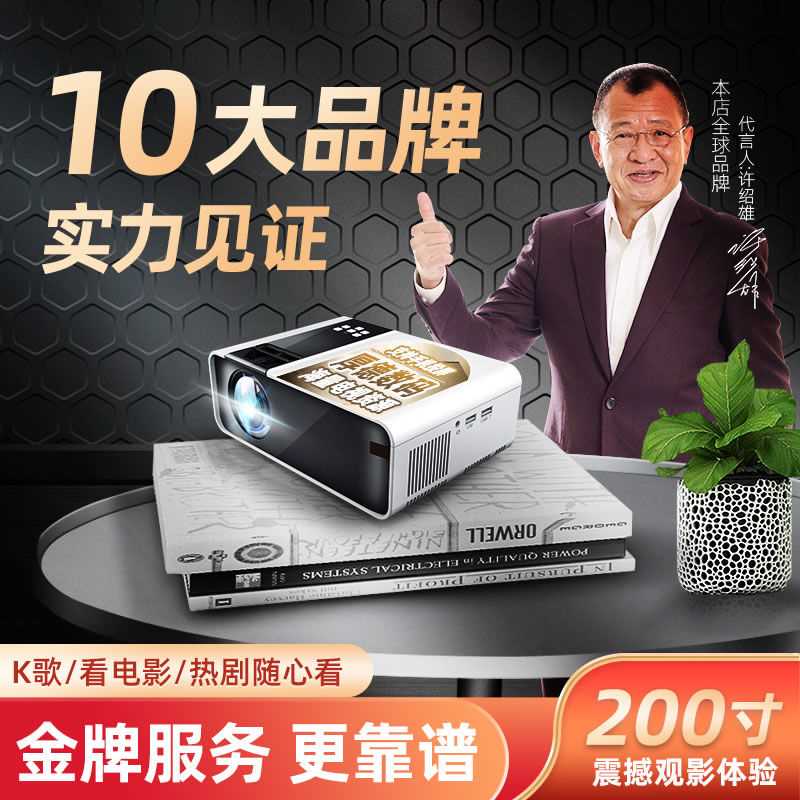 10大品牌
实力见证
本店全球品牌
代言人:许绍雄
ORWELL
POWER QUALITY in ELECTRICAL SYSTEMS
IN PURSUIT OF PROFIT
K歌/看电影/热剧随心看
金牌服务 更靠谱
200寸
震撼观影体验